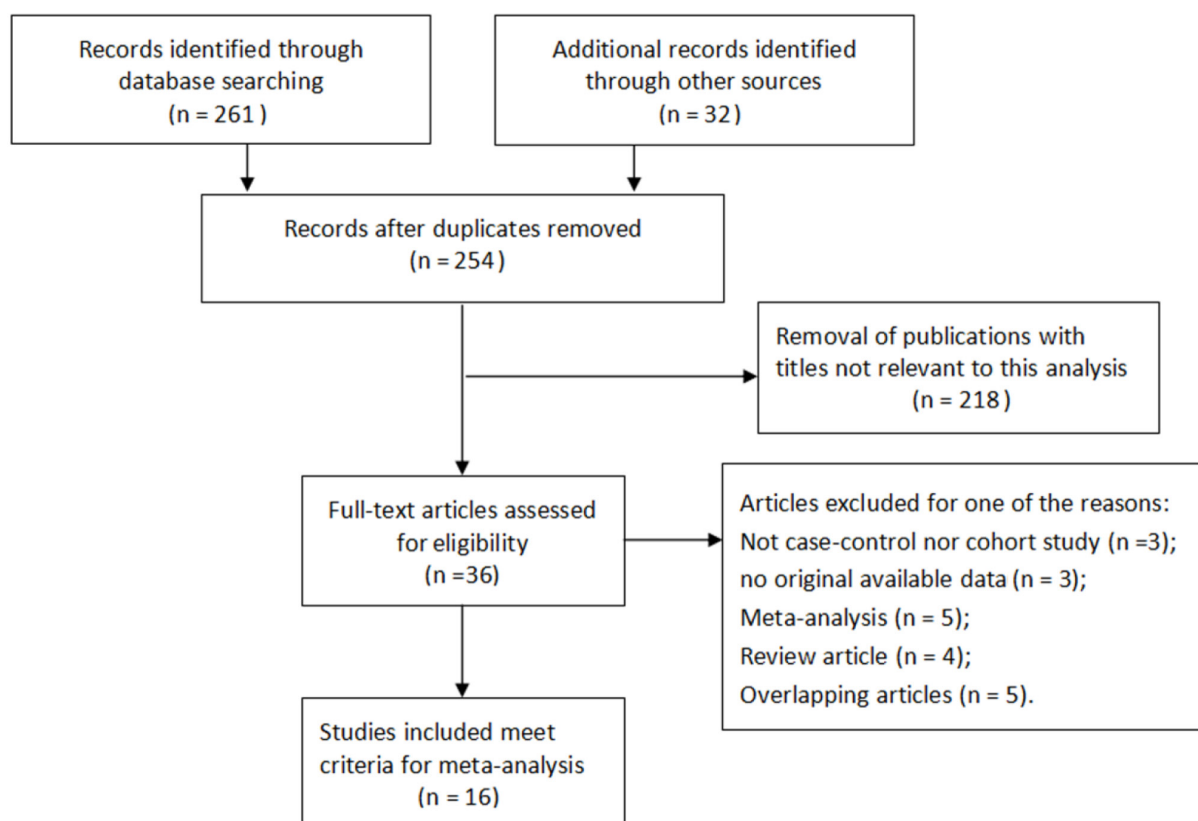 Records identified through
database searching
(n = 261)
Additional records identified
through other sources
(n = 32)
Records after duplicates removed
(n = 254)
Removal of publications with
titles not relevant to this analysis
(n = 218)
Full-text articles assessed
for eligibility
(n =36)
Articles excluded for one of the reasons:
Not case-control nor cohort study (n =3);
no original available data (n = 3);
Meta-analysis (n = 5);
Review article (n = 4);
Overlapping articles (n = 5).
Studies included meet
criteria for meta-analysis
(n = 16)